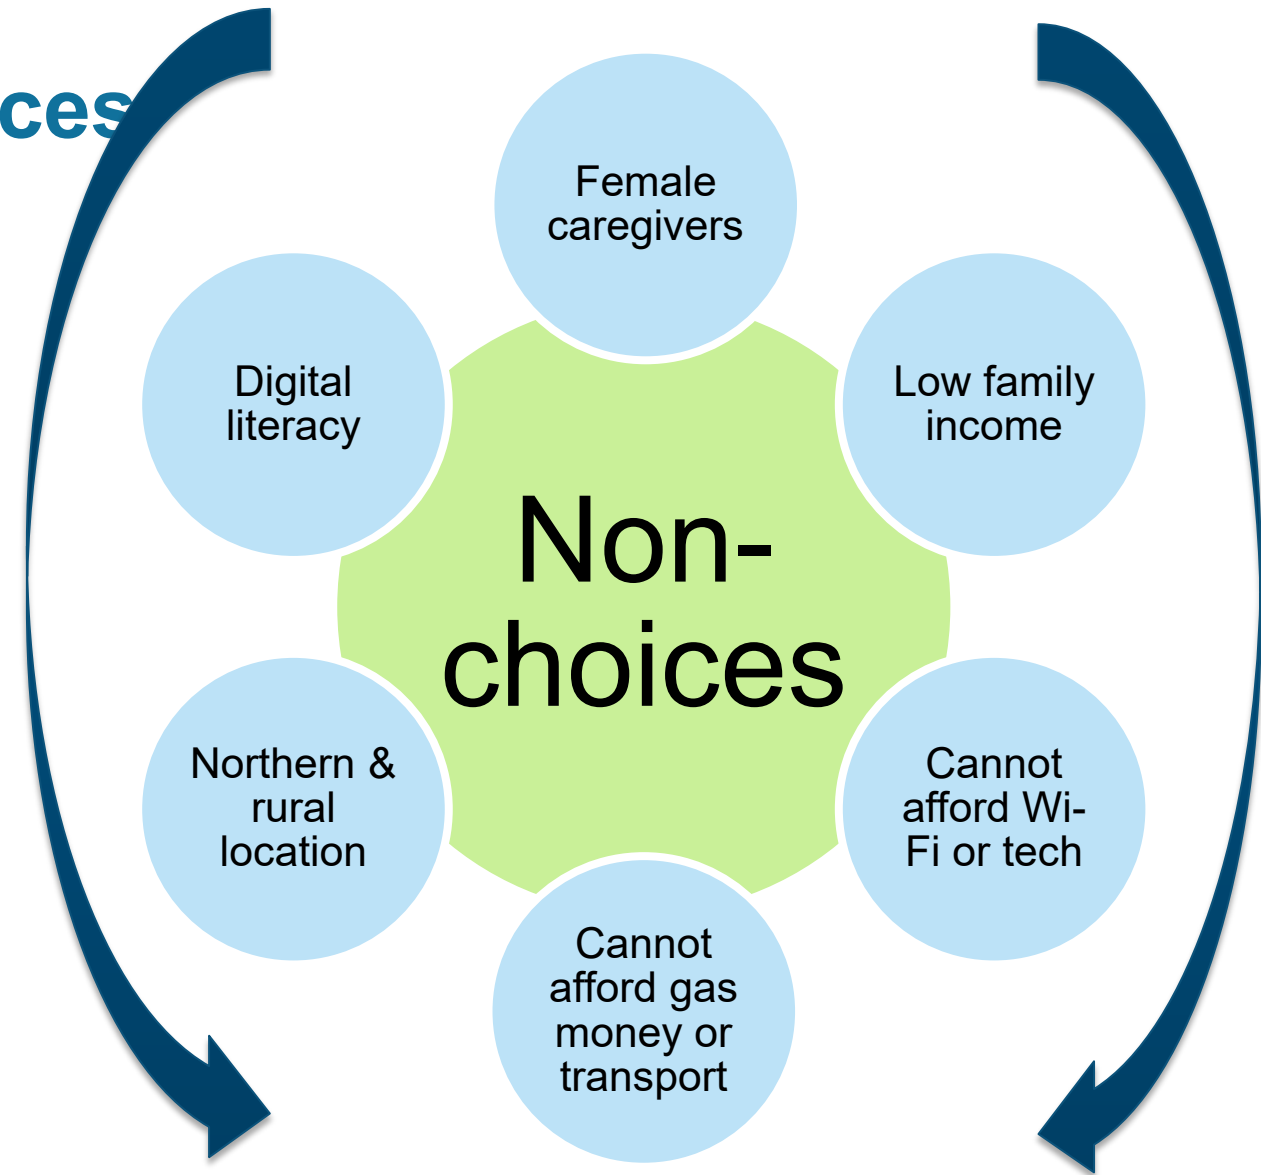 ces
Female
caregivers
Digital
literacy
Low family
income
Non-
choices
Northern &
rural
location
Cannot
afford Wi-
Fi or tech
Cannot
afford gas
money or
transport